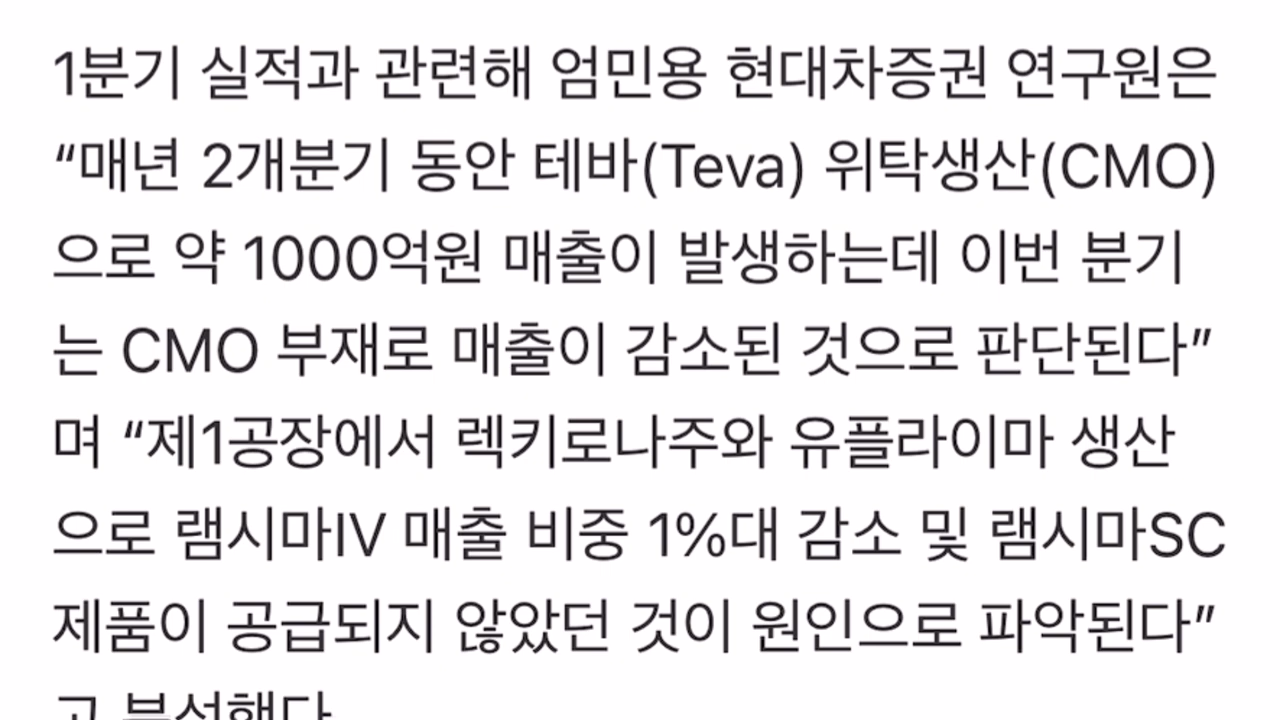 1분기 실적과 관련해 엄민용 현대차증권 연구원은
“매년 2개분기 동안 테바(Teva) 위탁생산(CMO)
으로 약 1000억원 매출이 발생하는데 이번 분기
는 CMO 부재로 매출이 감소된 것으로 판단된다”
며 “제1공장에서 렉키로나주와 유플라이마 생산
으로 램시마IV 매출 비중 1%대 감소 및 램시마SC
제품이 공급되지 않았던 것이 원인으로 파악된다”
고 분석했다